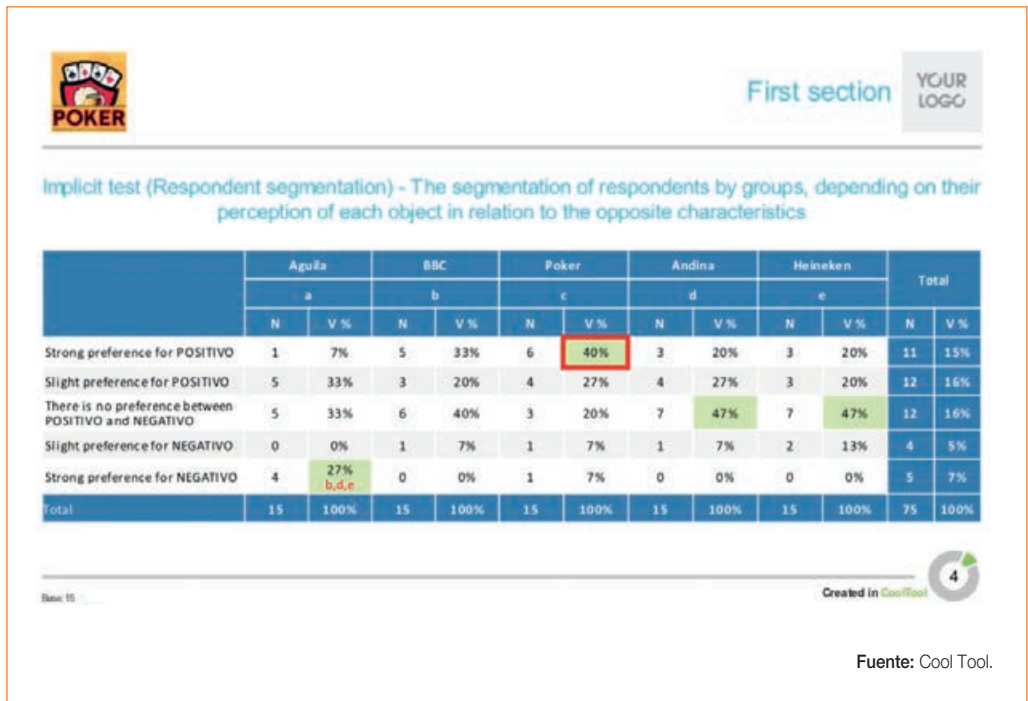 POKER
First section
YOUR
LOGO
Implicit test (Respondent segmentation) - The segmentation of respondents by groups, depending on their
perception of each object in relation to the opposite characteristics
Aguila BBC Poker Andina Heineken Total
a b c d e
N V % N V % N V % N V % N V % N V %
Strong preference for POSITIVO 1 7% 5 33% 6 40% 3 20% 3 20% 11 15%
Slight preference for POSITIVO 5 33% 3 20% 4 27% 4 27% 3 20% 12 16%
There is no preference between
POSITIVO and NEGATIVO 5 33% 6 40% 3 20% 7 47% 7 47% 12 16%
Slight preference for NEGATIVO 0 0% 1 7% 1 7% 1 7% 2 13% 4 5%
Strong preference for NEGATIVO 4 27% 0 0% 1 7% 0 0% 0 0% 5 7%
b,d,e
Total 15 100% 15 100% 15 100% 15 100% 15 100% 75 100%
Base: 15
Created in CoolTool
4
Fuente: Cool Tool.